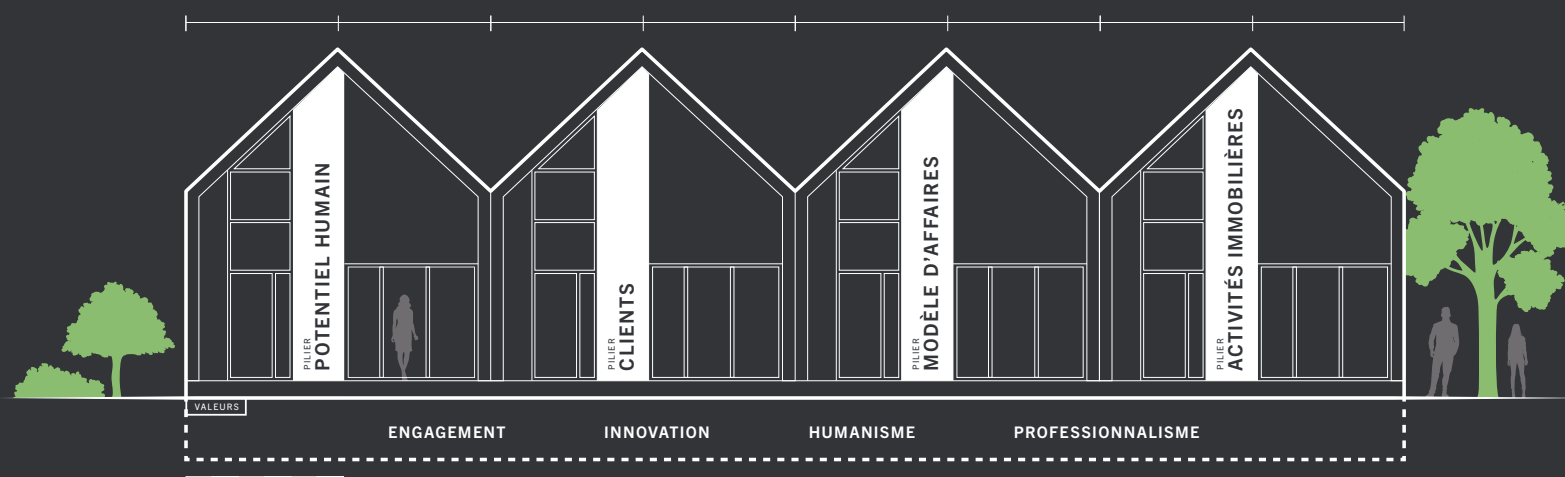 PILIER
POTENTIEL HUMAIN
PILIER
CLIENTS
PILIER
MODÈLE D'AFFAIRES
PILIER
ACTIVITÉS IMMOBILIÈRES
VALEURS
ENGAGEMENT INNOVATION HUMANISME PROFESSIONNALISME